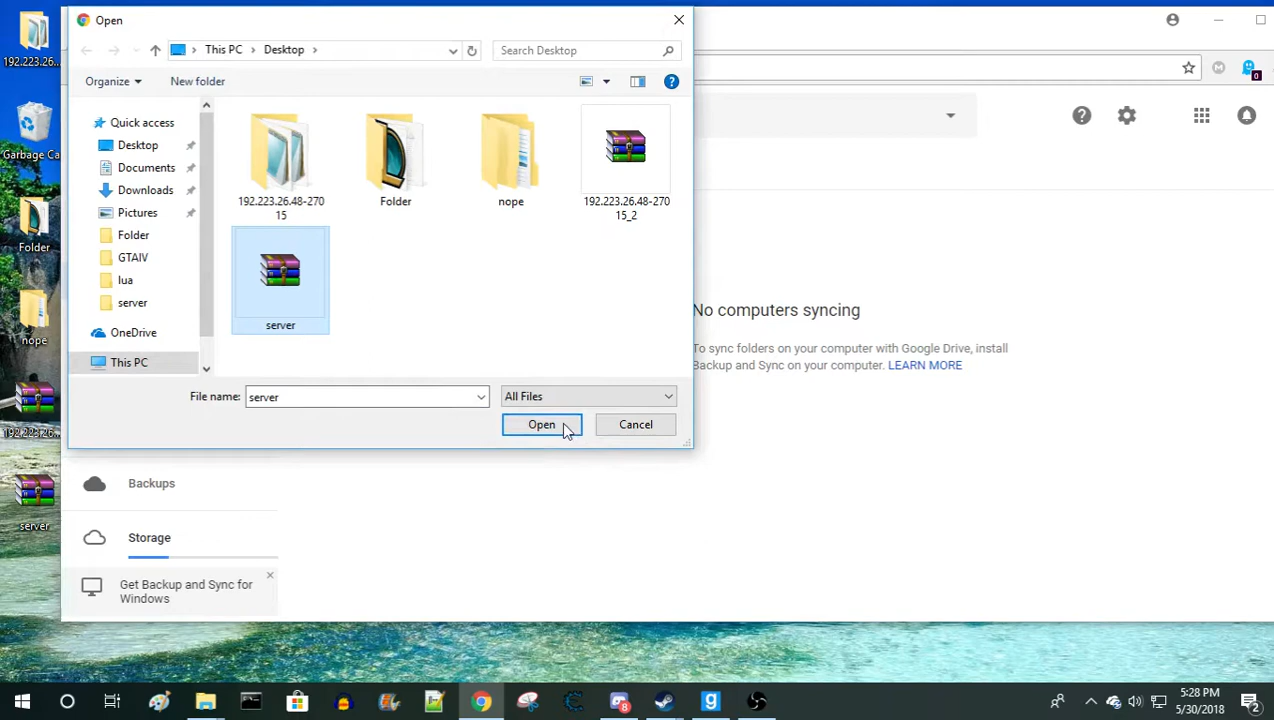 Open
This PC
Desktop
Search Desktop
Organize
New folder
?
0
192.223.26...
Garbage Ca
Folder
nope
192.223.26...
server
Quick access
Desktop
Documents
Downloads
Pictures
Folder
GTAIV
lua
server
OneDrive
This PC
192.223.26.48-270
15
Folder
nope
192.223.26.48-270
15_2
server
File name:
server
All Files
Open
Cancel
No computers syncing
To sync folders on your computer with Google Drive, install
Backup and Sync on your computer. LEARN MORE
Backups
Storage
Get Backup and Sync for
Windows
8
g
5:28 PM
5/30/2018
2